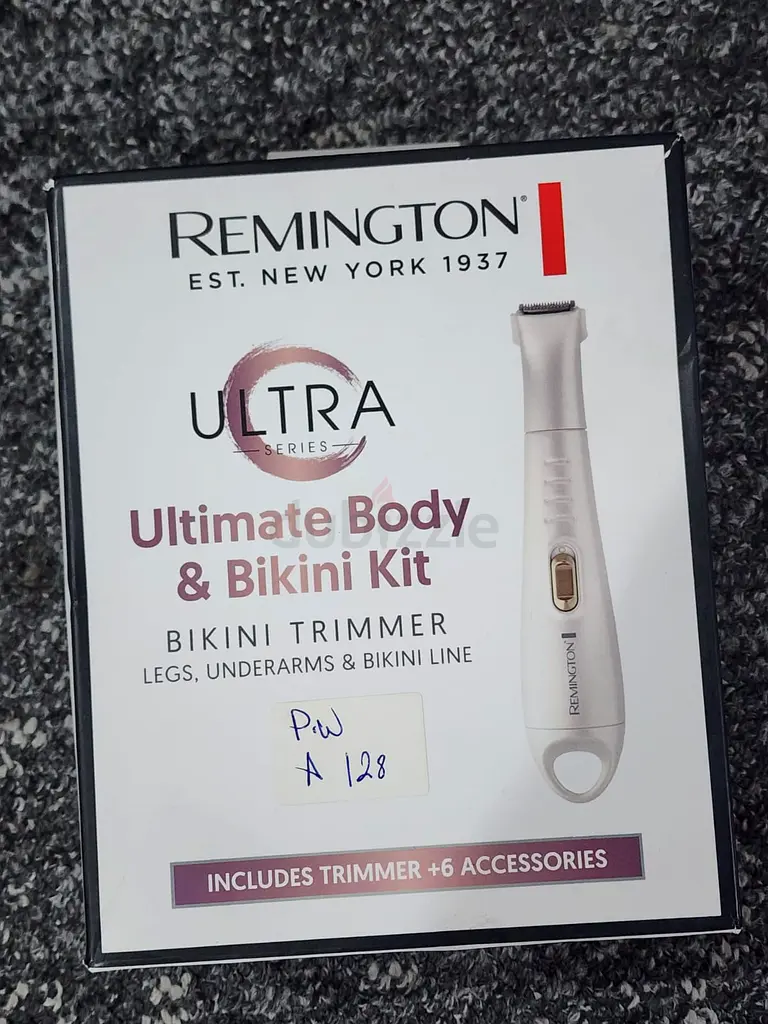 REMINGTON®
EST. NEW YORK 1937
ULTRA
SERIES
Ultimate Body
& Bikini Kit
dubizzle
BIKINI TRIMMER
LEGS, UNDERARMS & BIKINI LINE
REMINGTON
P.W
A 128
INCLUDES TRIMMER +6 ACCESSORIES